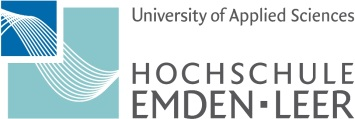 University of Applied Sciences
HOCHSCHULE
EMDEN▪LEER